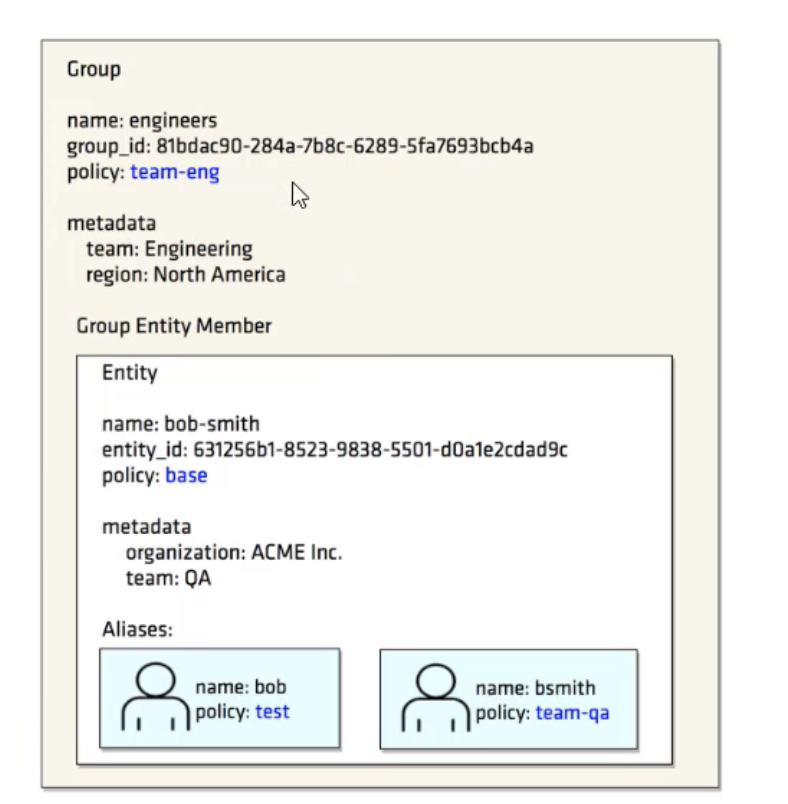 Group
name: engineers
group_id: 81bdac90-284a-7b8c-6289-5fa7693bcb4a
policy: team-eng
metadata
team: Engineering
region: North America
Group Entity Member
Entity
name: bob-smith
entity_id: 631256b1-8523-9838-5501-d0a1e2cdad9c
policy: base
metadata
organization: ACME Inc.
team: QA
Aliases:
name: bob
policy: test
name: bsmith
policy: team-qa